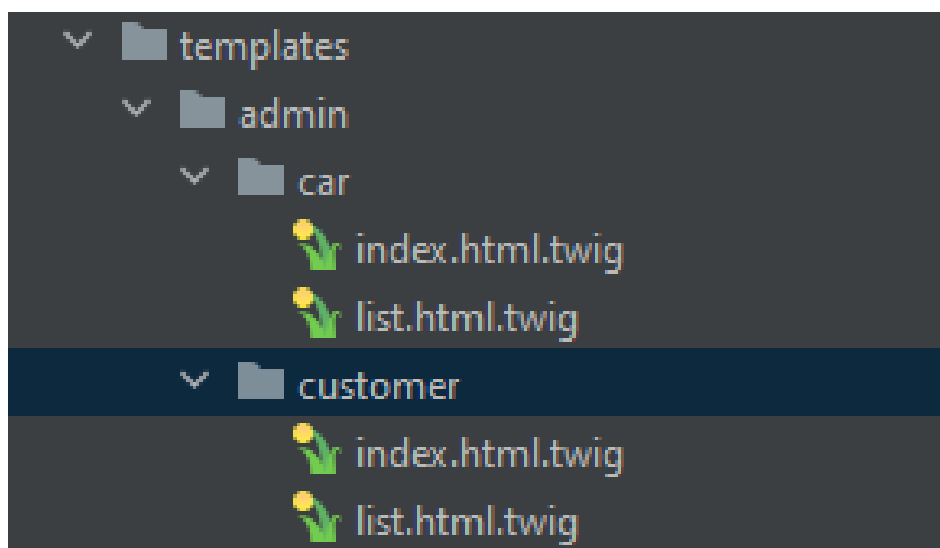 templates
admin
car
index.html.twig
list.html.twig
customer
index.html.twig
list.html.twig